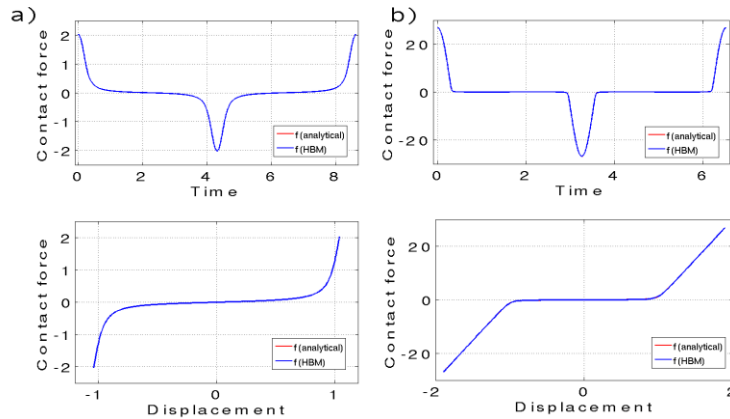 a)
Contact force
2
1
0
-1
-2
0
2
4
6
8
Time
f (analytical)
f (HBM)
b)
Contact force
20
0
-20
0
2
4
6
Time
f (analytical)
f (HBM)
Contact force
2
1
0
-1
-2
-1
0
1
Displacement
f (analytical)
f (HBM)
Contact force
20
0
-20
-2
0
2
Displacement
f (analytical)
f (HBM)